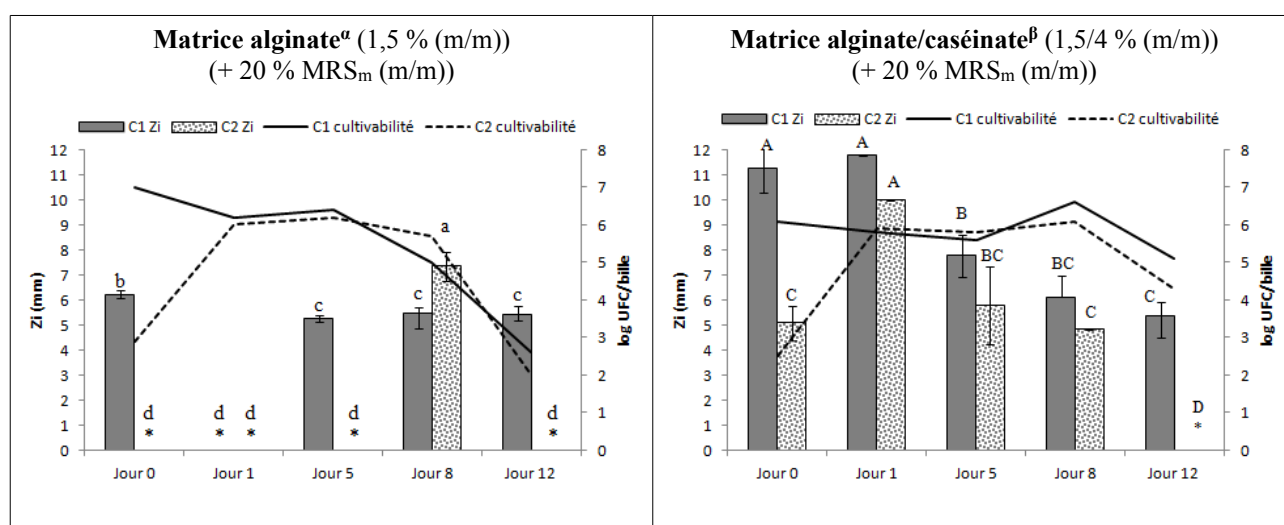 Matrice alginateᵅ (1,5 % (m/m))
(+ 20 % MRSₘ (m/m))
C1 Zi C2 Zi C1 cultivabilité C2 cultivabilité
Zi (mm)
12
11
10
9
8
7
6
5
4
3
2
1
0
b
d
*
d
*
d
*
c
d
*
c
a
c
d
*
8
7
6
5
4
3
2
1
0
log UFC/bille
Jour 0 Jour 1 Jour 5 Jour 8 Jour 12
Matrice alginate/caséinateᵝ (1,5/4 % (m/m))
(+ 20 % MRSₘ (m/m))
C1 Zi C2 Zi C1 cultivabilité C2 cultivabilité
Zi (mm)
12
11
10
9
8
7
6
5
4
3
2
1
0
A
C
A
A
B
BC
BC
C
C
D
*
8
7
6
5
4
3
2
1
0
log UFC/bille
Jour 0 Jour 1 Jour 5 Jour 8 Jour 12